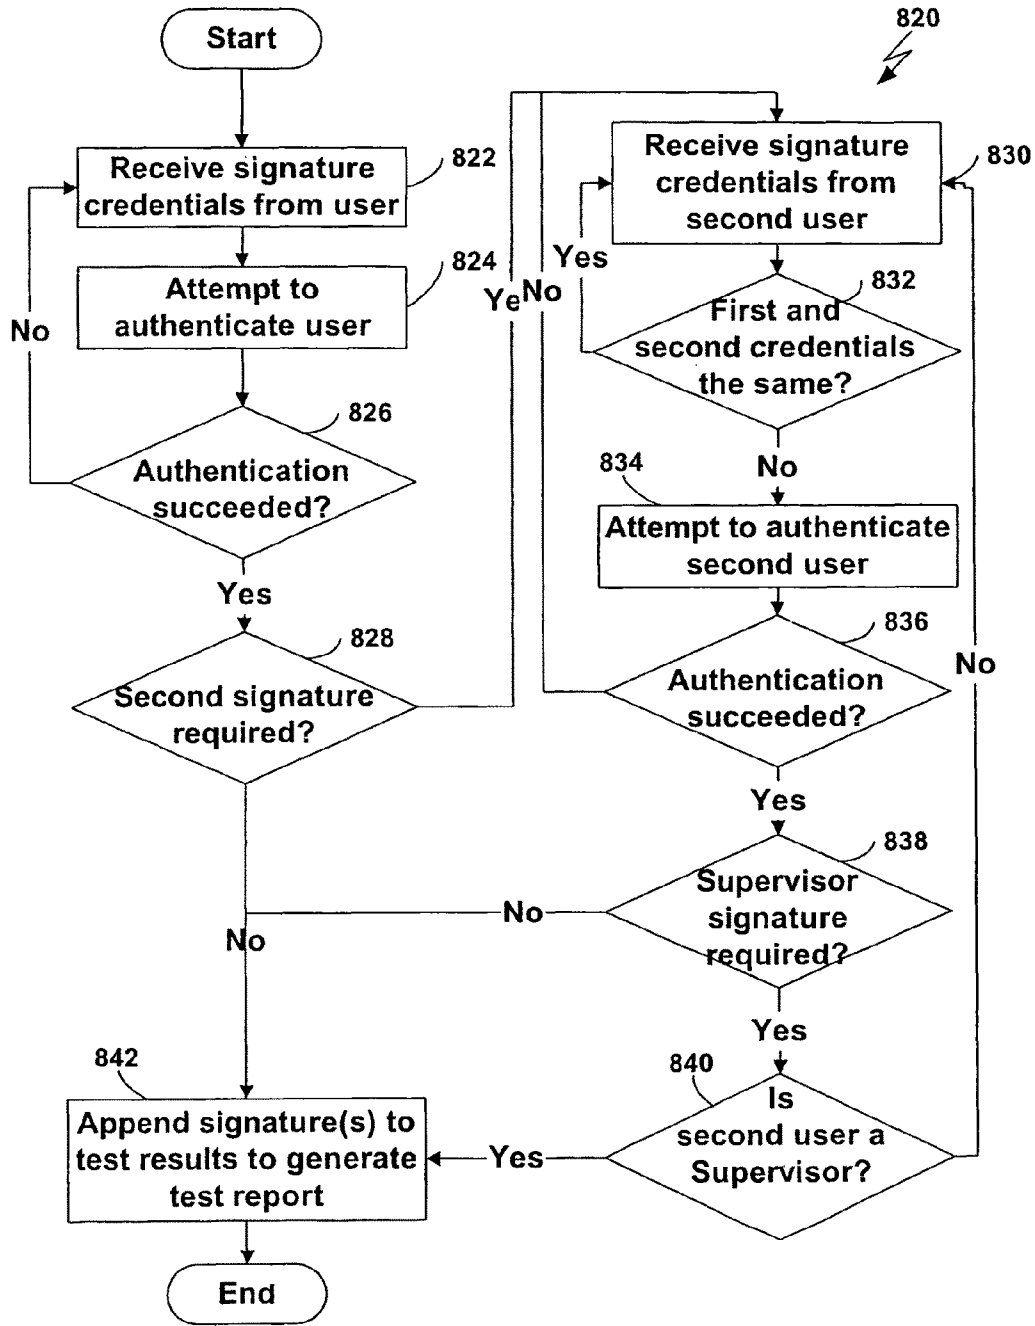 Start
820
Receive signature
credentials from user
822
Attempt to
authenticate user
824
No
Authentication
succeeded?
826
Yes
Second signature
required?
828
Ye
No
Receive signature
credentials from
second user
830
Yes
First and
second credentials
the same?
832
No
834
Attempt to authenticate
second user
Authentication
succeeded?
836
No
Yes
Supervisor
signature
required?
838
No
No
Yes
840
Is
second user a
Supervisor?
Yes
842
Append signature(s) to
test results to generate
test report
End